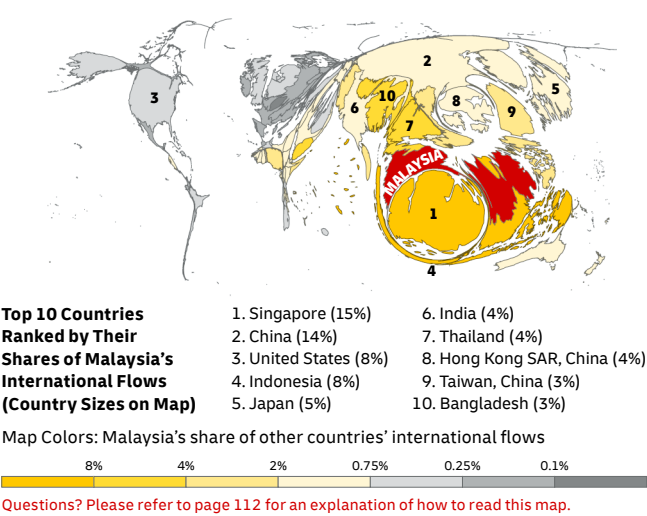 2
3
6
10
8
5
9
7
MALAYSIA
1
4
Top 10 Countries
Ranked by Their
Shares of Malaysia's
International Flows
(Country Sizes on Map)
1. Singapore (15%)
2. China (14%)
3. United States (8%)
4. Indonesia (8%)
5. Japan (5%)
6. India (4%)
7. Thailand (4%)
8. Hong Kong SAR, China (4%)
9. Taiwan, China (3%)
10. Bangladesh (3%)
Map Colors: Malaysia's share of other countries' international flows
8% 4% 2% 0.75% 0.25% 0.1%
Questions? Please refer to page 112 for an explanation of how to read this map.